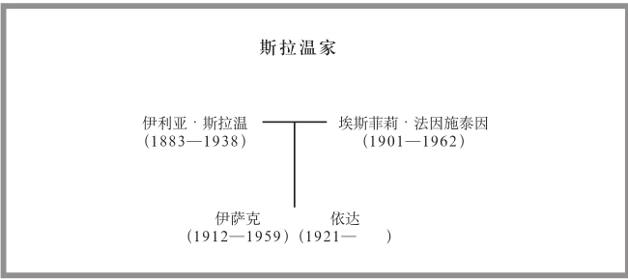 斯拉温家
伊利亚·斯拉温 埃斯菲莉·法因施泰因
(1883—1938) (1901—1962)
伊萨克 依达
(1912—1959) (1921— )